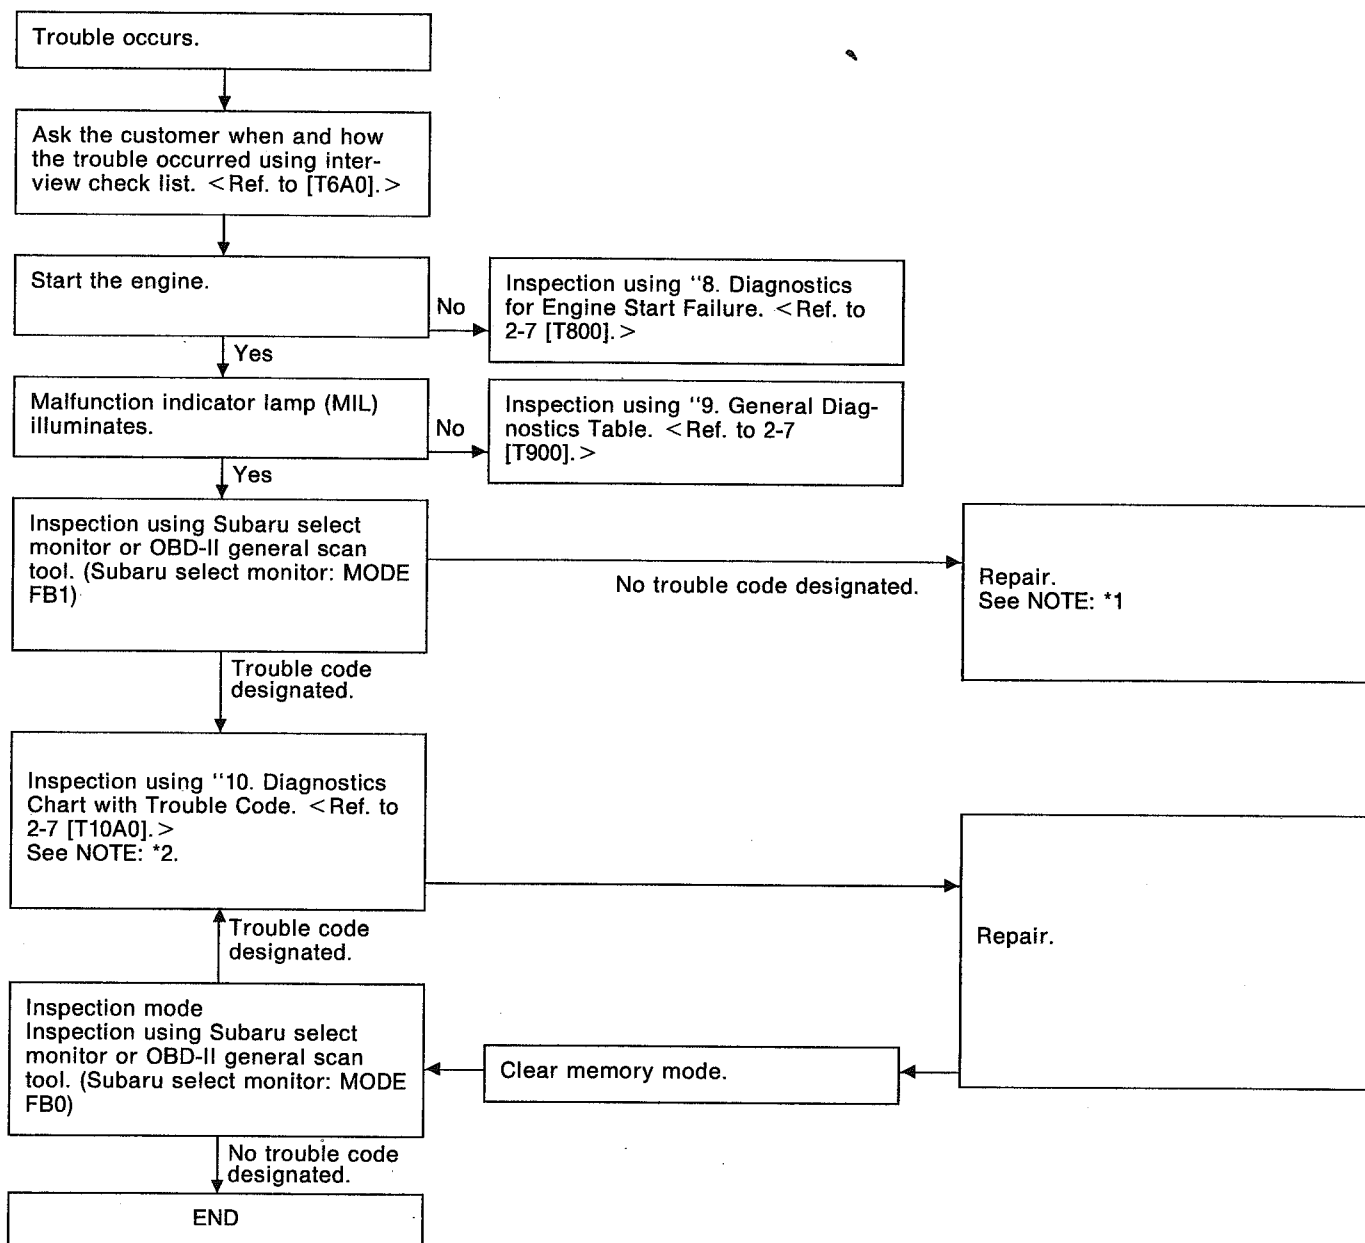 Trouble occurs.
Ask the customer when and how
the trouble occurred using inter-
view check list. <Ref. to [T6A0].>
Start the engine.
No
Inspection using “8. Diagnostics
for Engine Start Failure. <Ref. to
2-7 [T800].>
Yes
Malfunction indicator lamp (MIL)
illuminates.
No
Inspection using “9. General Diag-
nostics Table. <Ref. to 2-7
[T900].>
Yes
Inspection using Subaru select
monitor or OBD-II general scan
tool. (Subaru select monitor: MODE
FB1)
No trouble code designated.
Repair.
See NOTE: *1
Trouble code
designated.
Inspection using “10. Diagnostics
Chart with Trouble Code. <Ref. to
2-7 [T10A0].>
See NOTE: *2.
Repair.
Trouble code
designated.
Inspection mode
Inspection using Subaru select
monitor or OBD-II general scan
tool. (Subaru select monitor: MODE
FB0)
Clear memory mode.
No trouble code
designated.
END